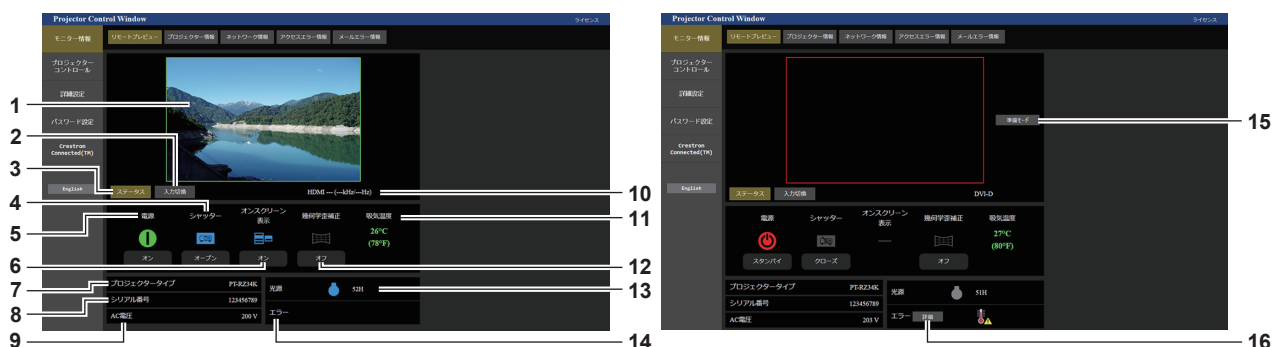 Projector Control Window
ライセンス
モニター情報
リモートプレビュー
プロジェクター情報
ネットワーク情報
アクセスエラー情報
メールエラー情報
プロジェクター
コントロール
詳細設定
パスワード設定
Crestron
Connected(TM)
English
ステータス
入力切換
HDMI --- (---kHz/---Hz)
電源
シャッター
オンスクリーン
表示
幾何学歪補正
吸気温度
26°C
(78°F)
オン
オープン
オン
オフ
プロジェクタータイプ
PT-RZ34K
シリアル番号
123456789
AC電圧
200 V
光源
52H
エラー
1
2
3
4
5
6
7
8
9
10
11
12
13
14
Projector Control Window
ライセンス
モニター情報
リモートプレビュー
プロジェクター情報
ネットワーク情報
アクセスエラー情報
メールエラー情報
プロジェクター
コントロール
詳細設定
パスワード設定
Crestron
Connected(TM)
English
準備モード
ステータス
入力切換
DVI-D
電源
シャッター
オンスクリーン
表示
幾何学歪補正
吸気温度
27°C
(80°F)
スタンバイ
クローズ
オフ
プロジェクタータイプ
PT-RZ34K
シリアル番号
123456789
AC電圧
203 V
光源
51H
エラー
詳細
15
16